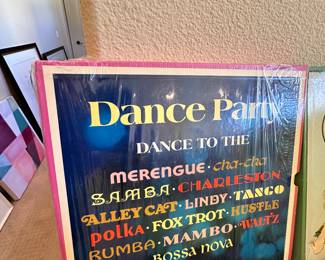 Dance Party
DANCE TO THE
MERENGUE · cha-cha
SAMBA · CHARLESTON
ALLEY CAT · LINDY · TANGO
POLKA · FOX TROT · HUSTLE
RUMBA · MAMBO · WALTZ
BOSSA NOVA